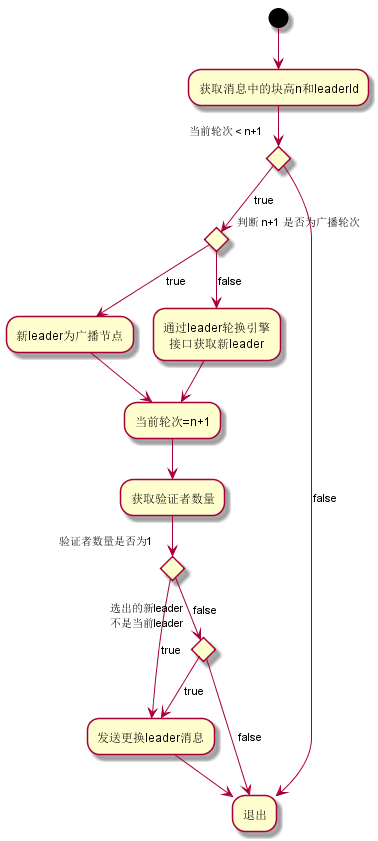 获取消息中的块高n和leaderId
当前轮次 < n+1
true
判断 n+1 是否为广播轮次
true
false
新leader为广播节点
通过leader轮换引擎
接口获取新leader
当前轮次=n+1
false
获取验证者数量
验证者数量是否为1
选出的新leader
不是当前leader
false
true
true
发送更换leader消息
false
退出